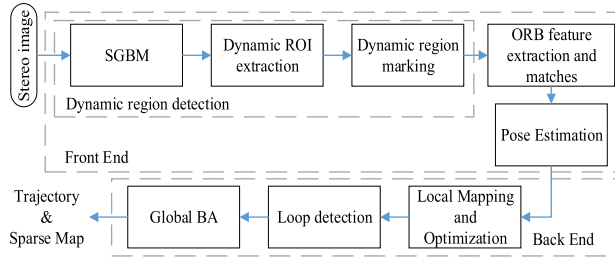 Stereo image
SGBM
Dynamic ROI
extraction
Dynamic region
marking
ORB feature
extraction and
matches
Dynamic region detection
Pose Estimation
Front End
Trajectory
&
Sparse Map
Global BA
Loop detection
Local Mapping
and
Optimization
Back End